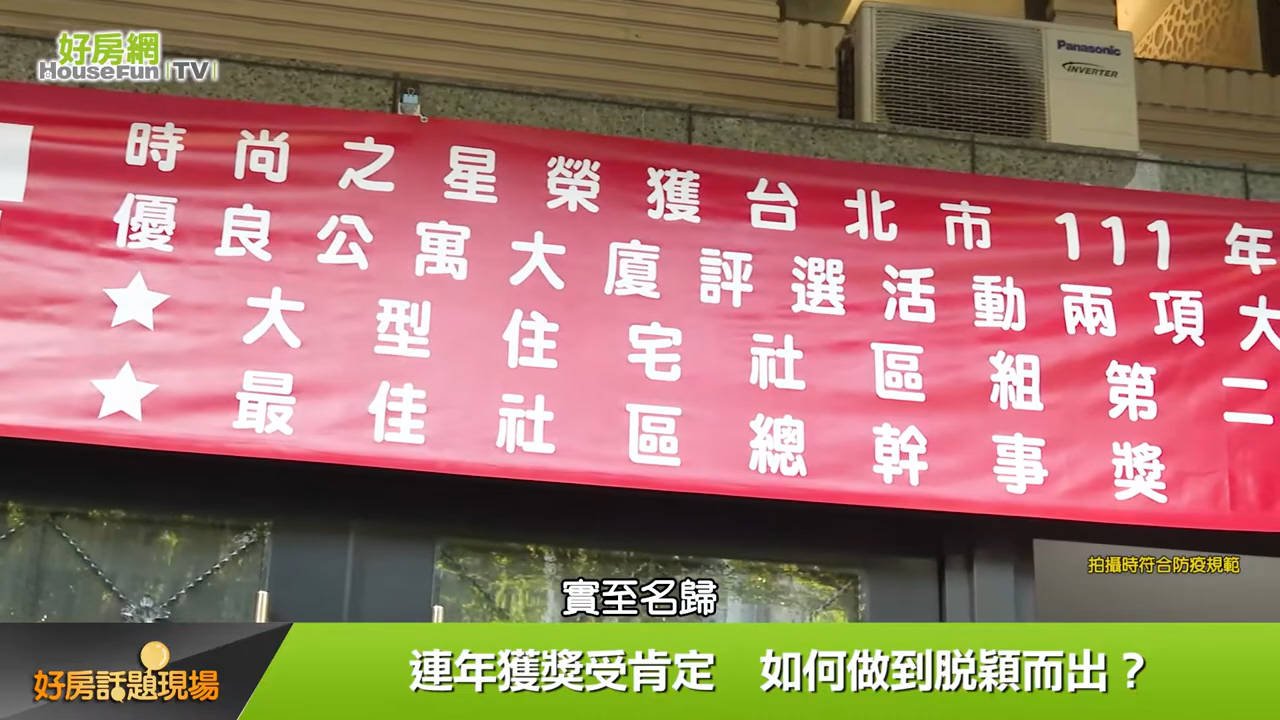 好房網
HouseFun TV
Panasonic
INVERTER
時尚之星榮獲台北市111年
優良公寓大廈評選活動兩項大
★大型住宅社區組第二
★最佳社區總幹事獎
拍攝時符合防疫規範
實至名歸
好房話題現場
連年獲獎受肯定 如何做到脫穎而出？